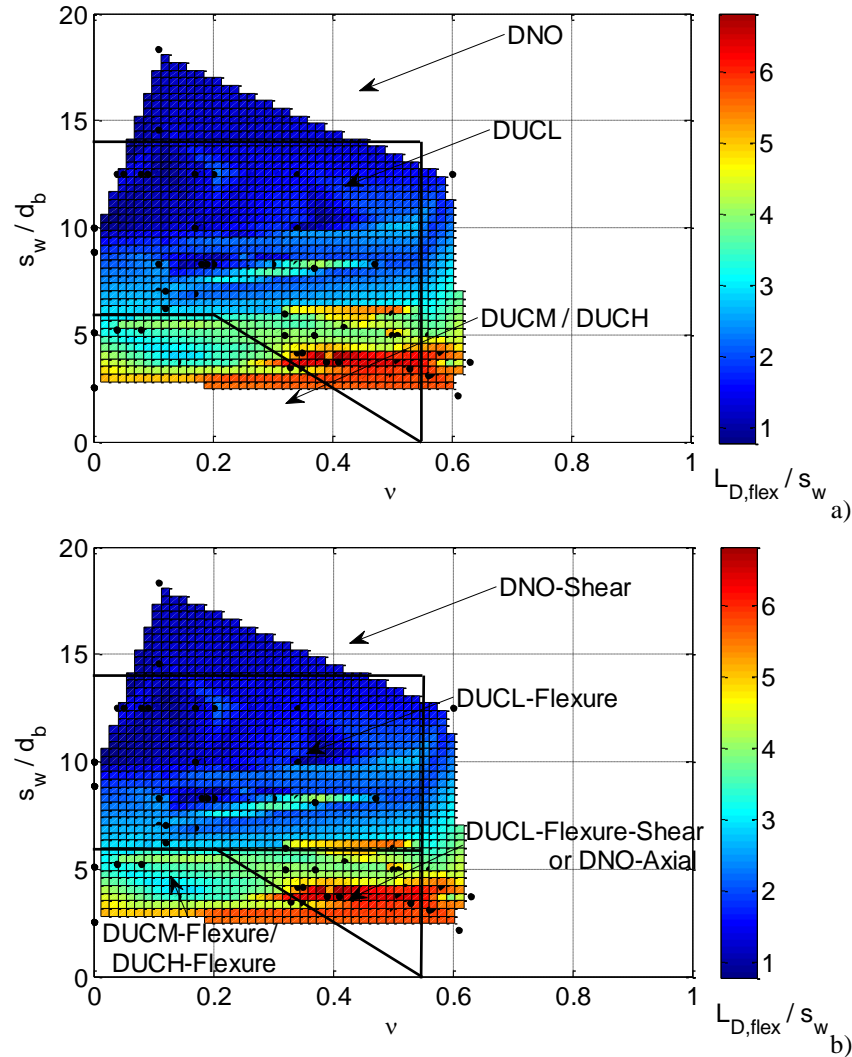 20
15
10
5
0
s_w / d_b
0
0.2
0.4
0.6
0.8
1
ν
DNO
DUCL
DUCM / DUCH
6
5
4
3
2
1
L_D,flex / s_w
a)
20
15
10
5
0
s_w / d_b
0
0.2
0.4
0.6
0.8
1
ν
DNO-Shear
DUCL-Flexure
DUCL-Flexure-Shear
or DNO-Axial
DUCM-Flexure/
DUCH-Flexure
6
5
4
3
2
1
L_D,flex / s_w
b)